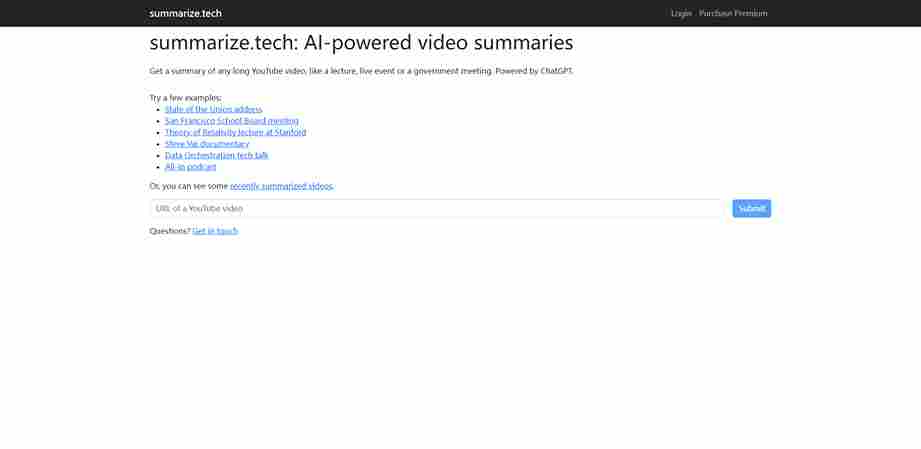 summarize.tech
Login Purchase Premium
summarize.tech: AI-powered video summaries
Get a summary of any long YouTube video, like a lecture, live event or a government meeting. Powered by ChatGPT.
Try a few examples:
• State of the Union address
• San Francisco School Board meeting
• Theory of Relativity lecture at Stanford
• Steve Vai documentary
• Data Orchestration tech talk
• All-in podcast
Or, you can see some recently summarized videos.
URL of a YouTube video
Submit
Questions? Get in touch